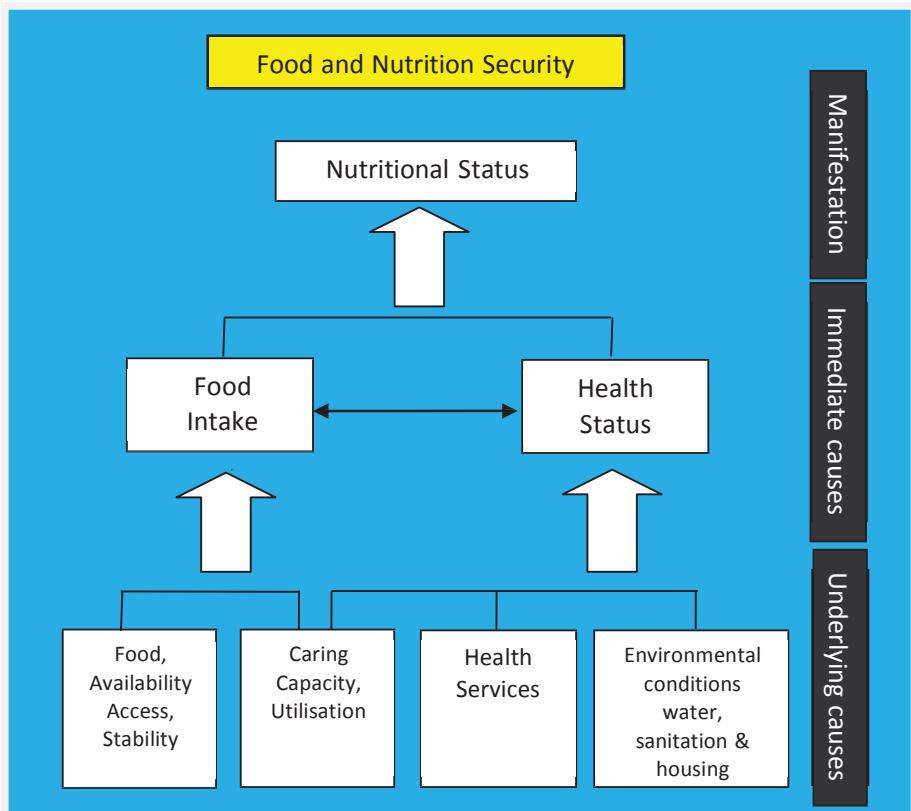 Food and Nutrition Security
Manifestation
Nutritional Status
Immediate causes
Food
Intake
Health
Status
Underlying causes
Food,
Availability
Access,
Stability
Caring
Capacity,
Utilisation
Health
Services
Environmental
conditions
water,
sanitation &
housing